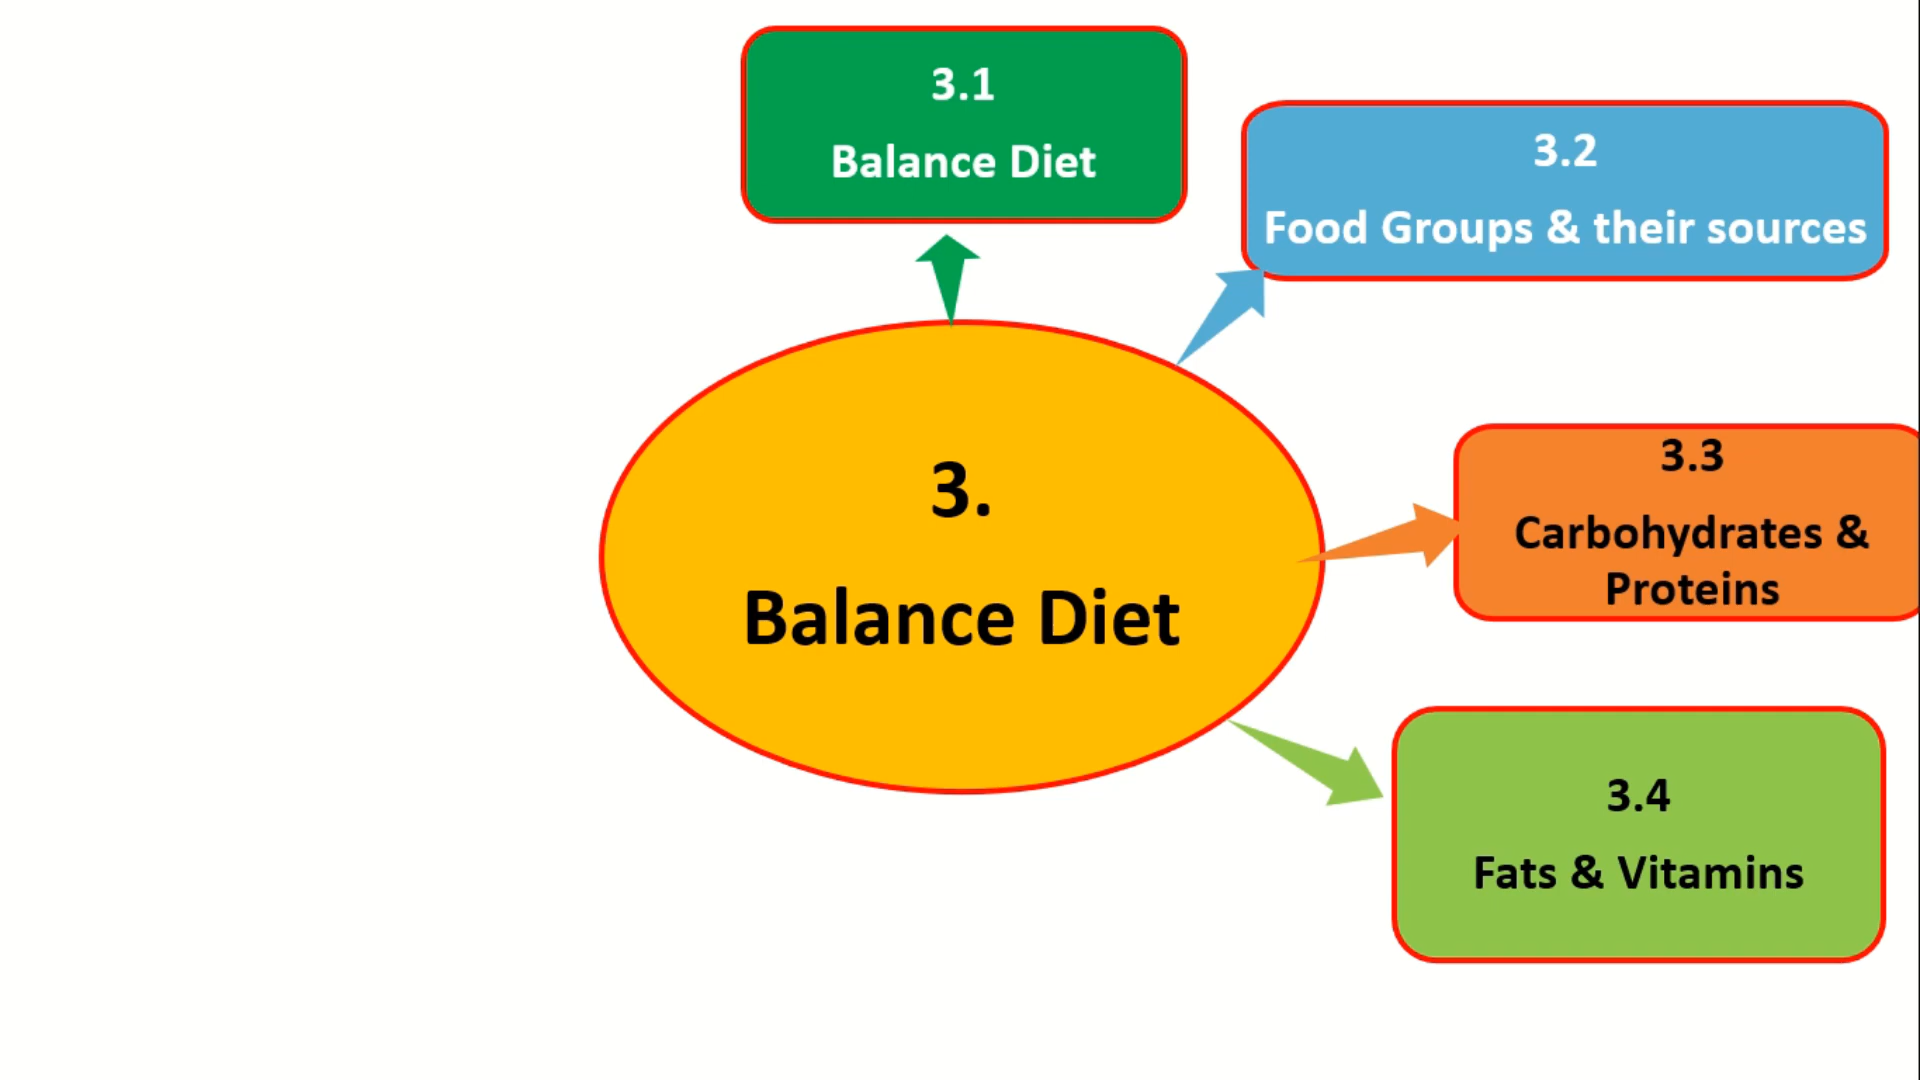 3.1
Balance Diet
3.2
Food Groups & their sources
3.
Balance Diet
3.3
Carbohydrates &
Proteins
3.4
Fats & Vitamins